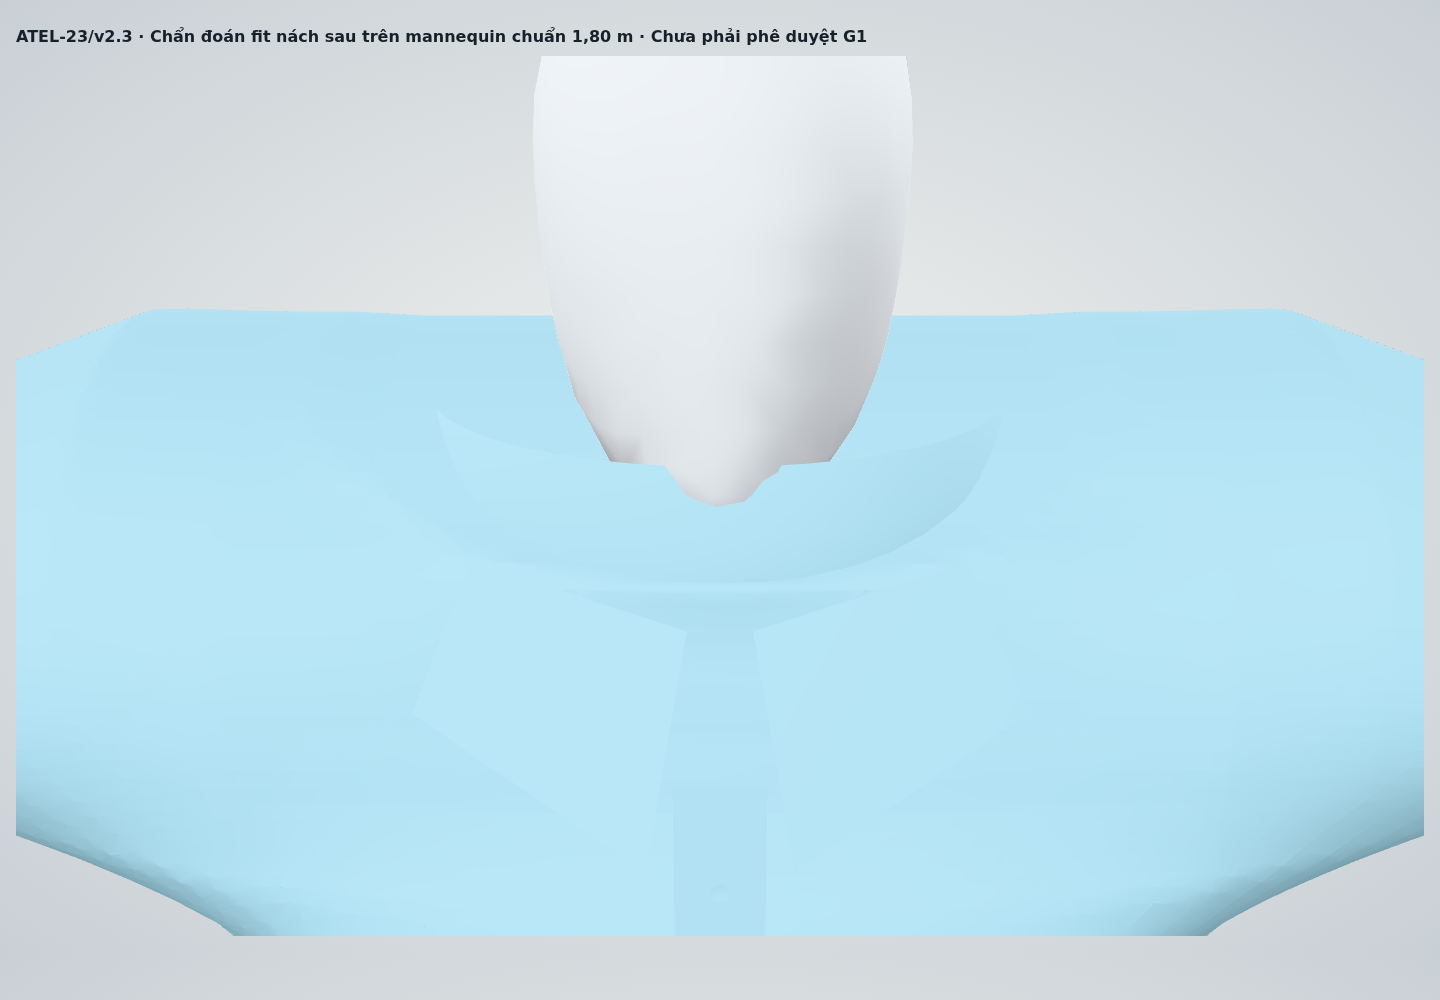 ATEL-23/v2.3 · Chẩn đoán fit nách sau trên mannequin chuẩn 1,80 m · Chưa phải phê duyệt G1